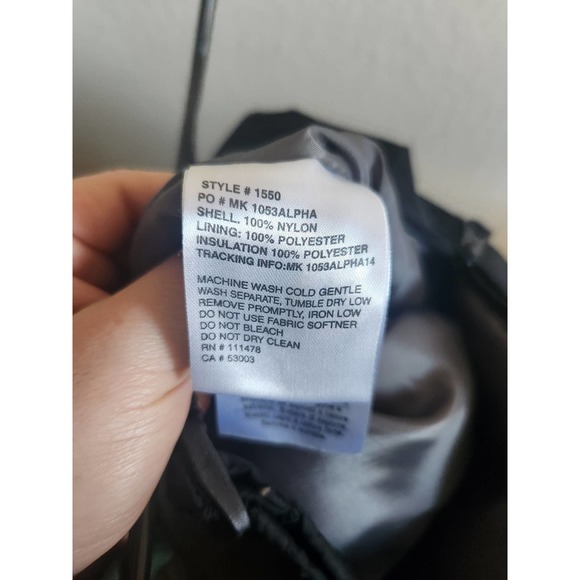 STYLE # 1550
PO # MK 1053ALPHA
SHELL. 100% NYLON
LINING: 100% POLYESTER
INSULATION 100% POLYESTER
TRACKING INFO:MK 1053ALPHA14
MACHINE WASH COLD GENTLE
WASH SEPARATE, TUMBLE DRY LOW
REMOVE PROMPTLY, IRON LOW
DO NOT USE FABRIC SOFTNER
DO NOT BLEACH
DO NOT DRY CLEAN
RN # 111478
CA # 53003